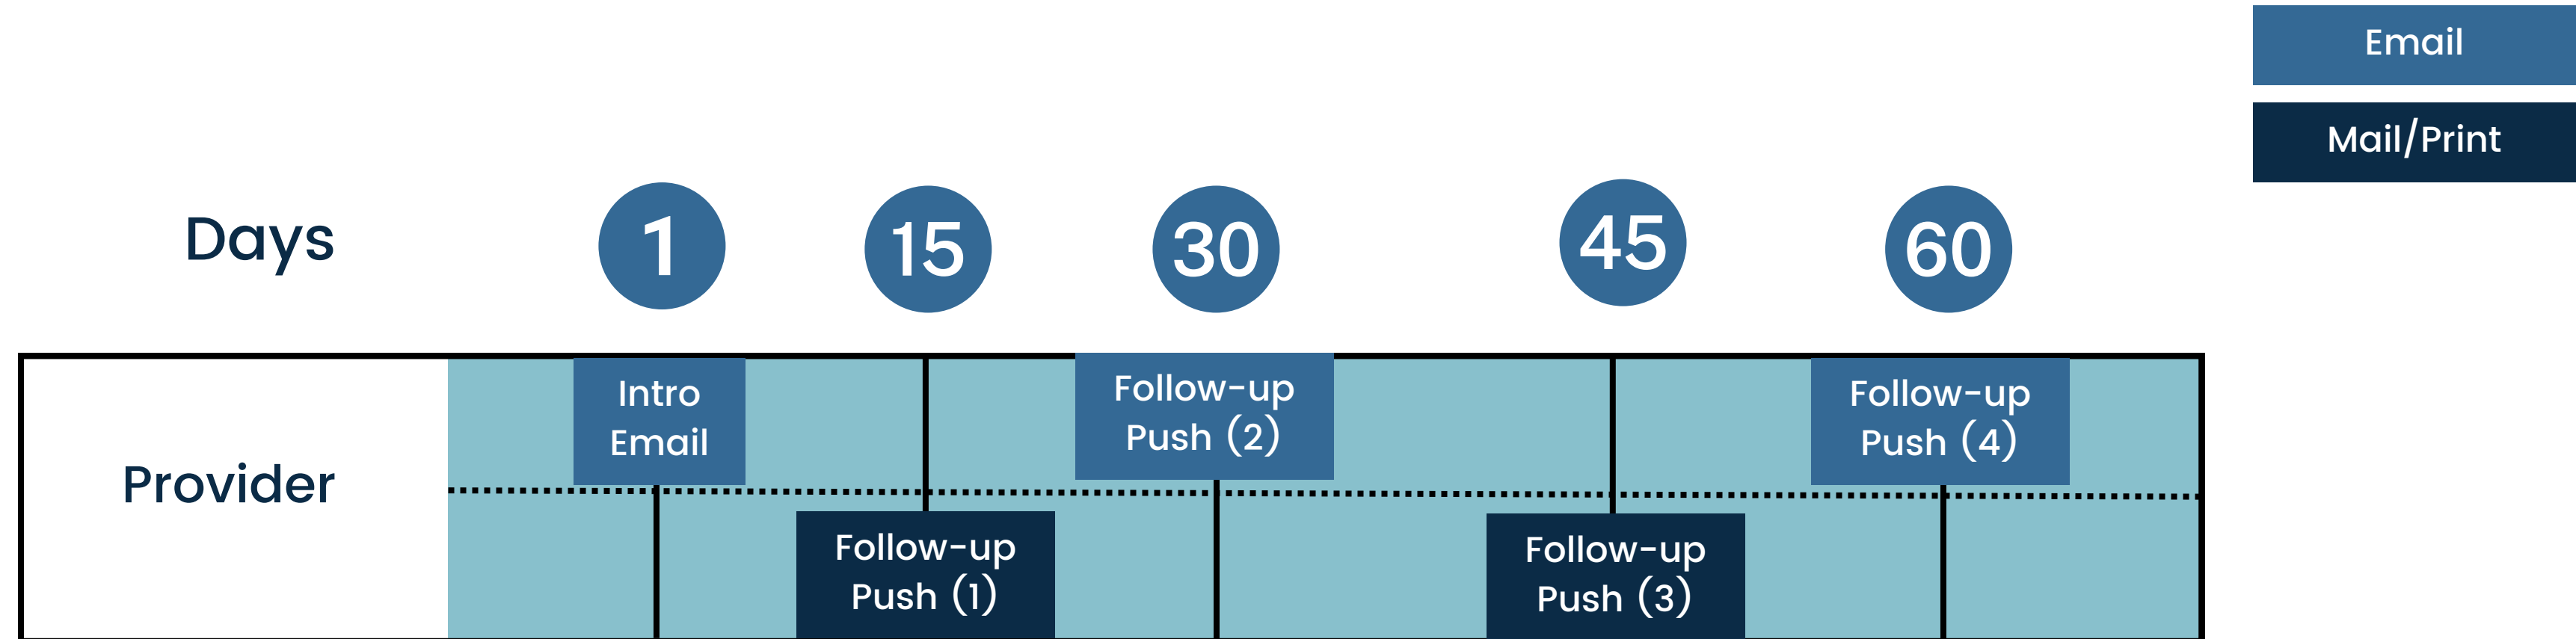 Email
Mail/Print
Days
1
15
30
45
60
Intro
Email
Follow-up
Push (2)
Follow-up
Push (4)
Provider
Follow-up
Push (1)
Follow-up
Push (3)